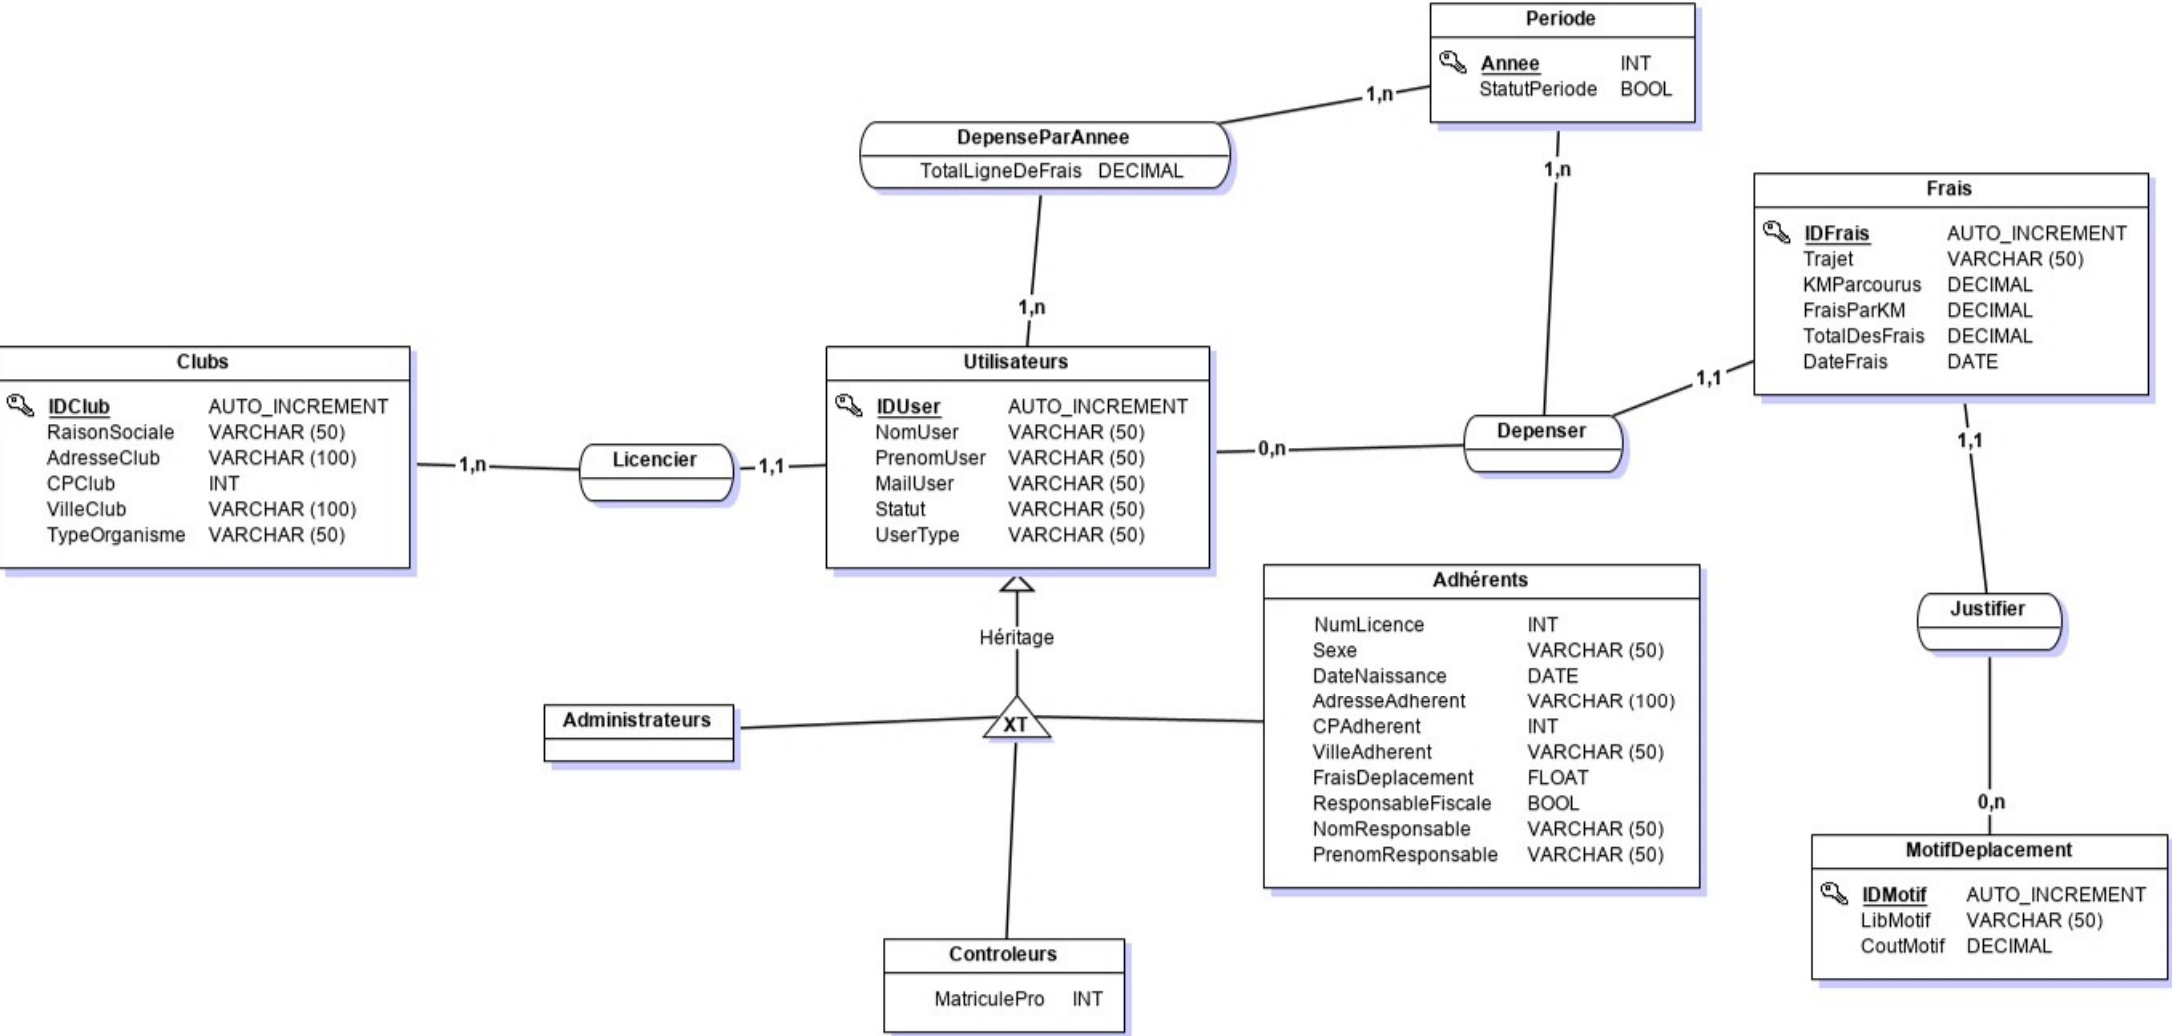 Periode
Annee INT
StatutPeriode BOOL
1,n
1,n
DepenseParAnnee
TotalLigneDeFrais DECIMAL
1,n
Frais
IDFrais AUTO_INCREMENT
Trajet VARCHAR (50)
KMParcourus DECIMAL
FraisParKM DECIMAL
TotalDesFrais DECIMAL
DateFrais DATE
1,1
1,1
Clubs
IDClub AUTO_INCREMENT
RaisonSociale VARCHAR (50)
AdresseClub VARCHAR (100)
CPClub INT
VilleClub VARCHAR (100)
TypeOrganisme VARCHAR (50)
1,n
Licencier
1,1
Utilisateurs
IDUser AUTO_INCREMENT
NomUser VARCHAR (50)
PrenomUser VARCHAR (50)
MailUser VARCHAR (50)
Statut VARCHAR (50)
UserType VARCHAR (50)
0,n
Depenser
Héritage
XT
Administrateurs
Adhérents
NumLicence INT
Sexe VARCHAR (50)
DateNaissance DATE
AdresseAdherent VARCHAR (100)
CPAdherent INT
VilleAdherent VARCHAR (50)
FraisDeplacement FLOAT
ResponsableFiscale BOOL
NomResponsable VARCHAR (50)
PrenomResponsable VARCHAR (50)
Justifier
0,n
MotifDeplacement
IDMotif AUTO_INCREMENT
LibMotif VARCHAR (50)
CoutMotif DECIMAL
Controleurs
MatriculePro INT